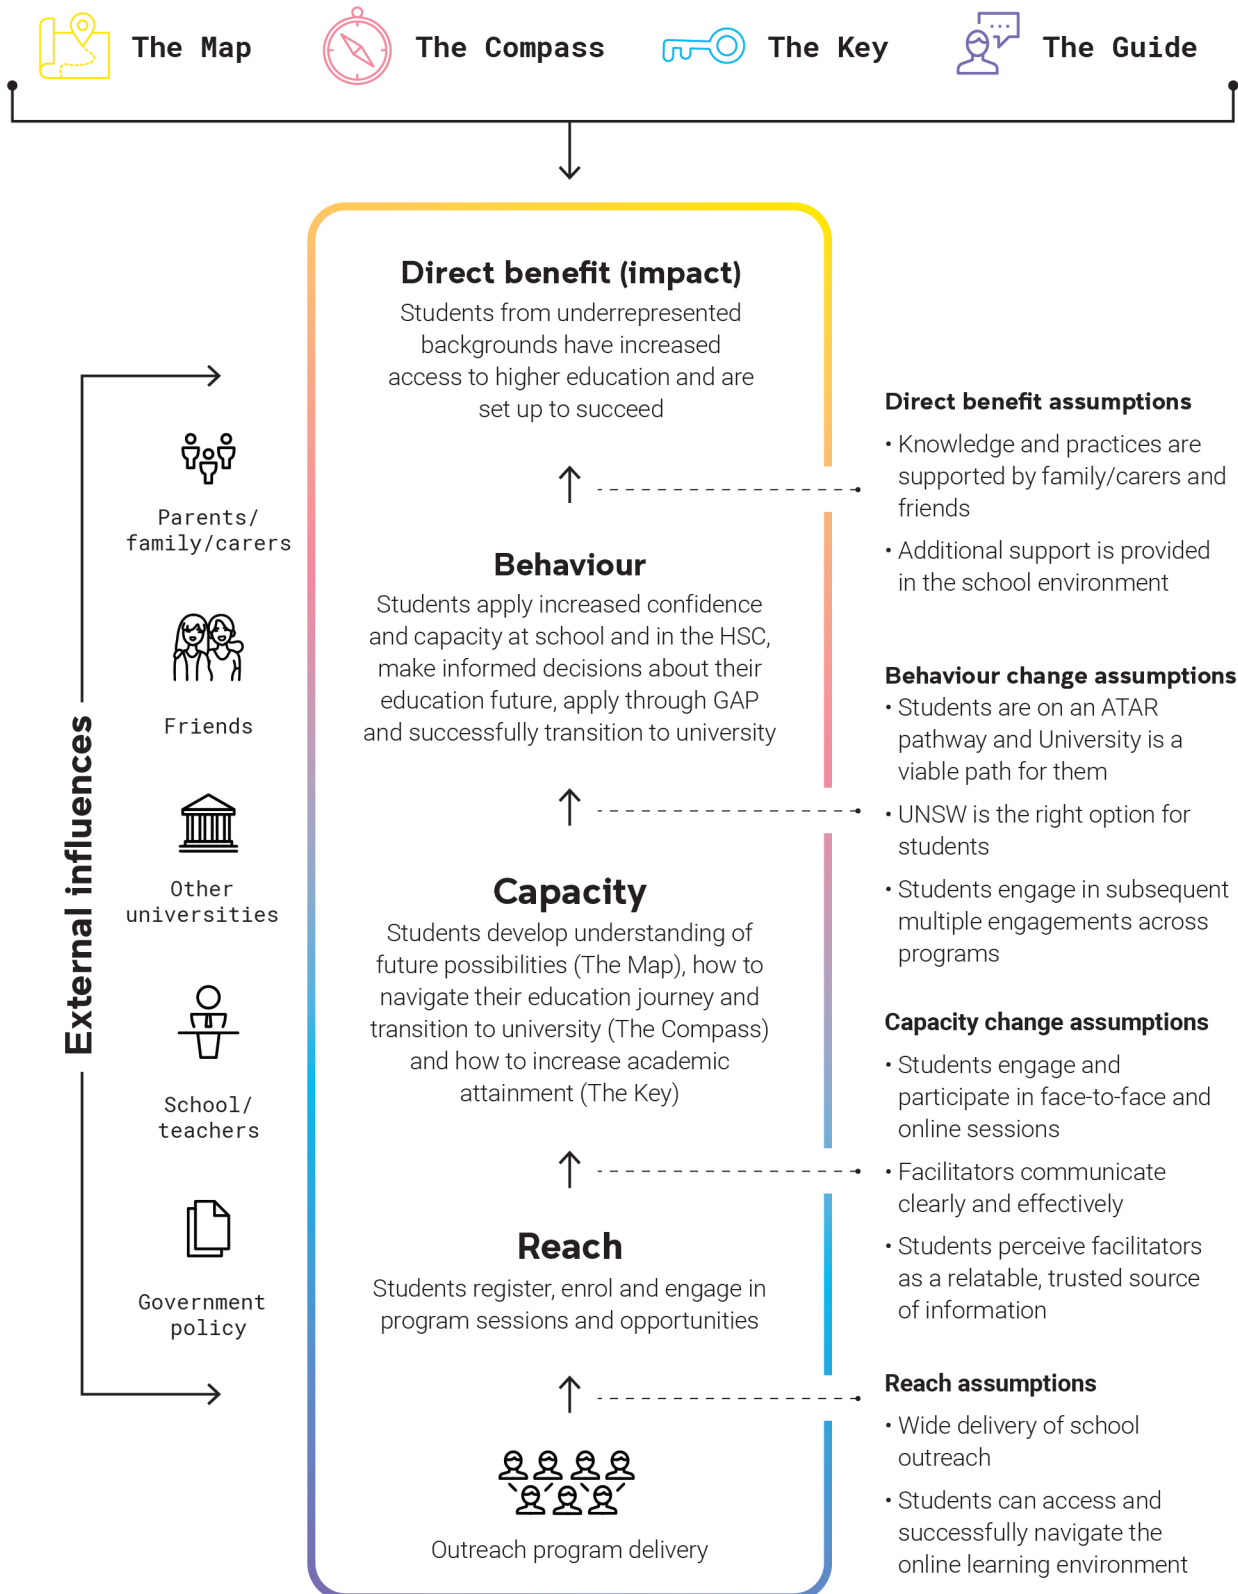 The Map
The Compass
The Key
The Guide
Direct benefit (impact)
Students from underrepresented
backgrounds have increased
access to higher education and are
set up to succeed
Behaviour
Students apply increased confidence
and capacity at school and in the HSC,
make informed decisions about their
education future, apply through GAP
and successfully transition to university
Capacity
Students develop understanding of
future possibilities (The Map), how to
navigate their education journey and
transition to university (The Compass)
and how to increase academic
attainment (The Key)
Reach
Students register, enrol and engage in
program sessions and opportunities
Outreach program delivery
External influences
Parents/
family/carers
Friends
Other
universities
School/
teachers
Government
policy
Direct benefit assumptions
• Knowledge and practices are
supported by family/carers and
friends
• Additional support is provided
in the school environment
Behaviour change assumptions
• Students are on an ATAR
pathway and University is a
viable path for them
• UNSW is the right option for
students
• Students engage in subsequent
multiple engagements across
programs
Capacity change assumptions
• Students engage and
participate in face-to-face and
online sessions
• Facilitators communicate
clearly and effectively
• Students perceive facilitators
as a relatable, trusted source
of information
Reach assumptions
• Wide delivery of school
outreach
• Students can access and
successfully navigate the
online learning environment